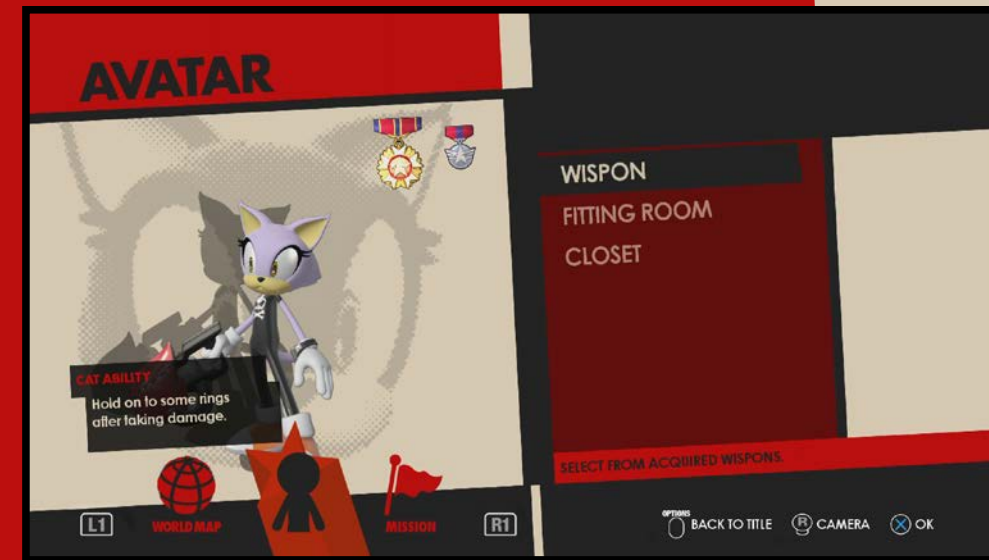 AVATAR
CAT ABILITY
Hold on to some rings
after taking damage.
WISPON
FITTING ROOM
CLOSET
SELECT FROM ACQUIRED WISPONS.
L1
WORLD MAP
MISSION
R1
OPTIONS
BACK TO TITLE
R CAMERA
OK